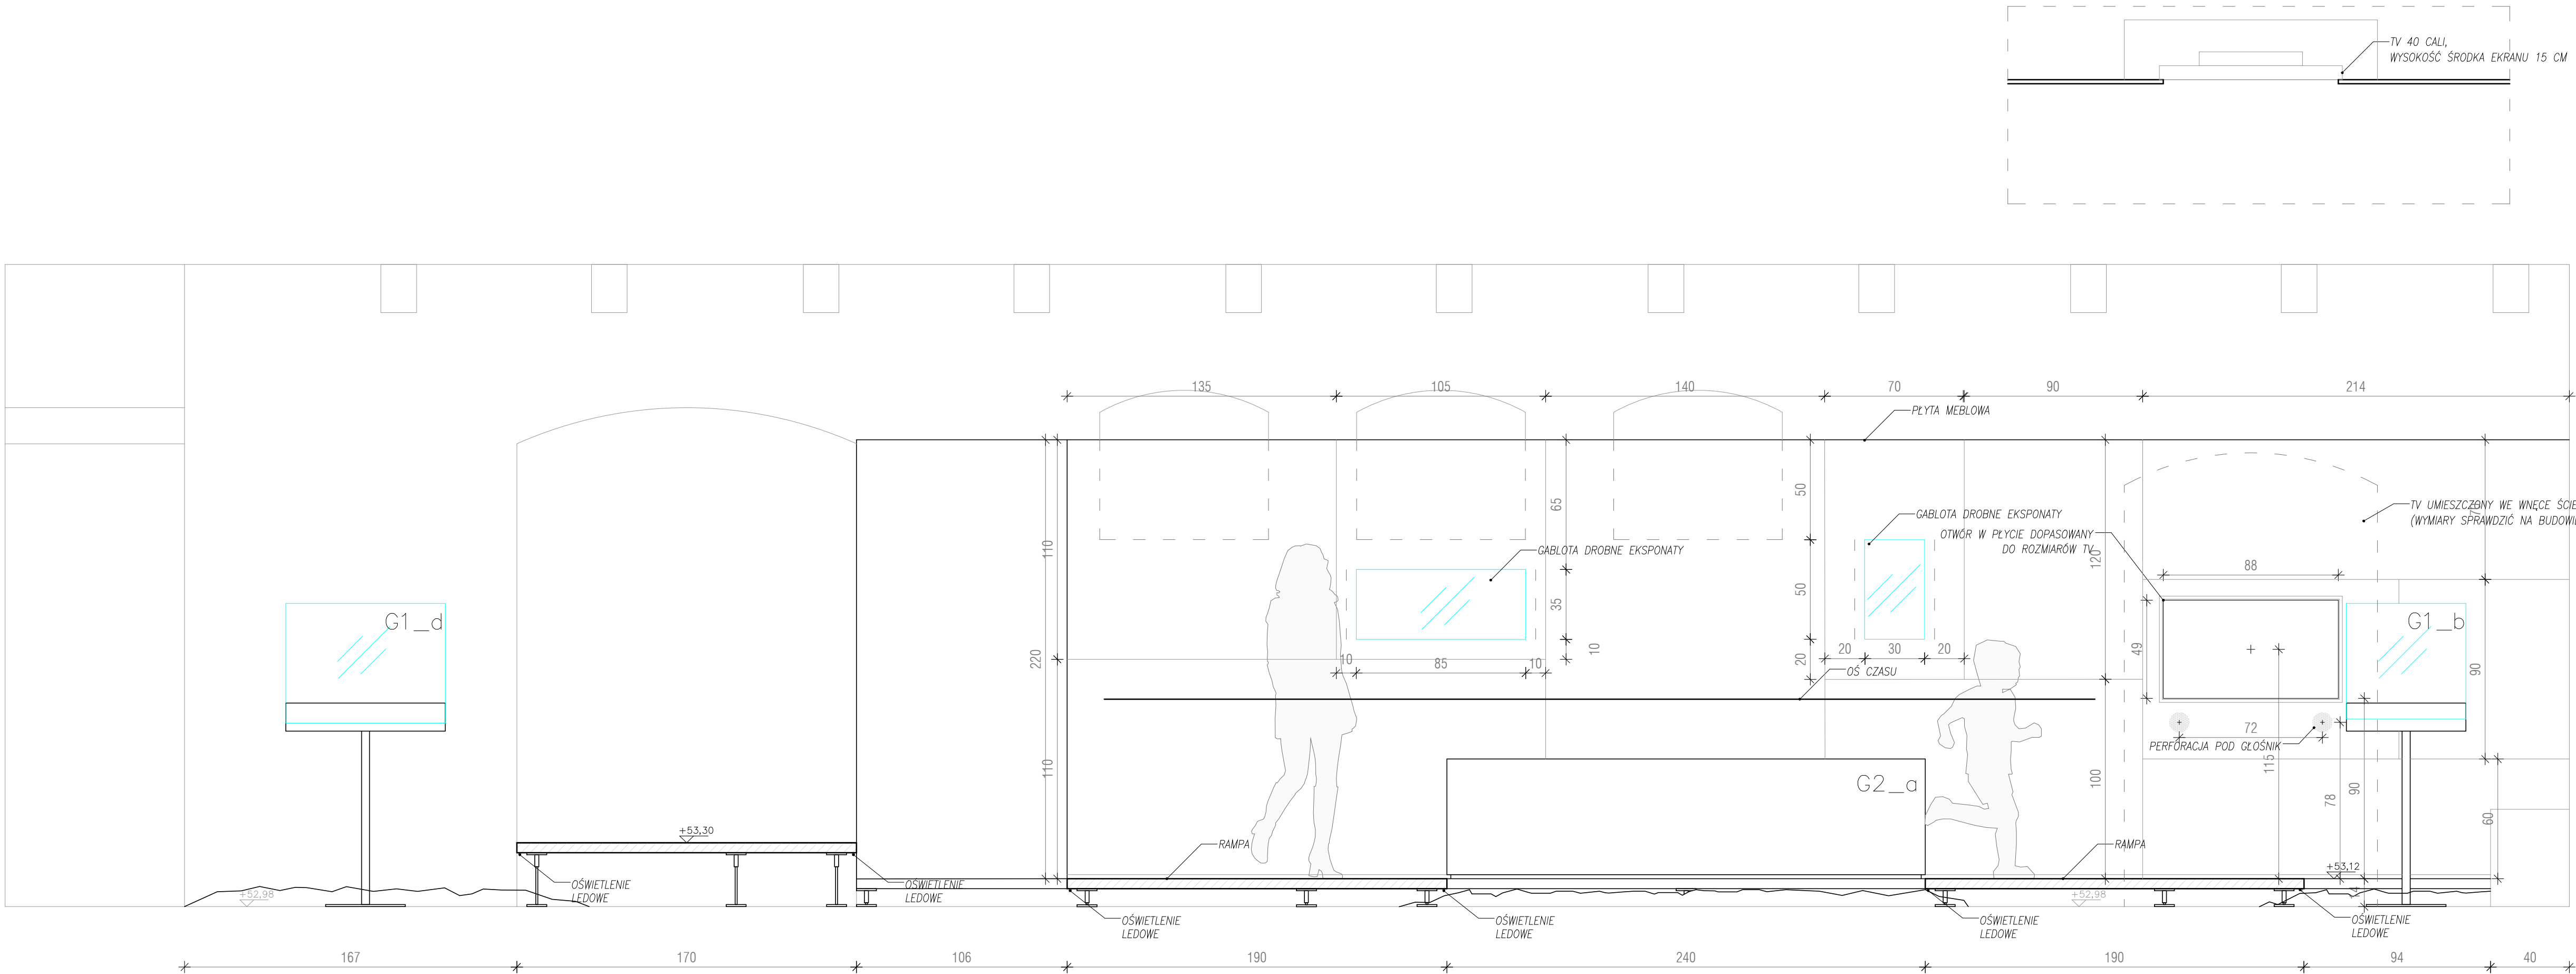 TV 40 CALI,
WYSOKOŚĆ ŚRODKA EKRANU 15 CM
135
105
140
70
90
214
PŁYTA MEBLOWA
TV UMIESZCZONY WE WNĘCE
70
(WYMIARY SPRAWDZIĆ NA
GABLOTA DROBNE EKSPONATY
OTWÓR W PŁYCIE DOPASOWANY
DO ROZMIARÓW TV
GABLOTA DROBNE EKSPONATY
110
65
50
120
88
35
50
49
G1_d
G1_b
220
10
10
85
10
20
20
30
20
90
OŚ CZASU
72
PERFORACJA POD GŁOŚNIK
115
110
100
78
90
60
G2_a
+53,30
RAMPA
RAMPA
+53,12
14
+52,98
+52,98
OŚWIETLENIE
LEDOWE
OŚWIETLENIE
LEDOWE
OŚWIETLENIE
LEDOWE
OŚWIETLENIE
LEDOWE
OŚWIETLENIE
LEDOWE
OŚWIETLENIE
LEDOWE
167
170
106
190
240
190
94
40